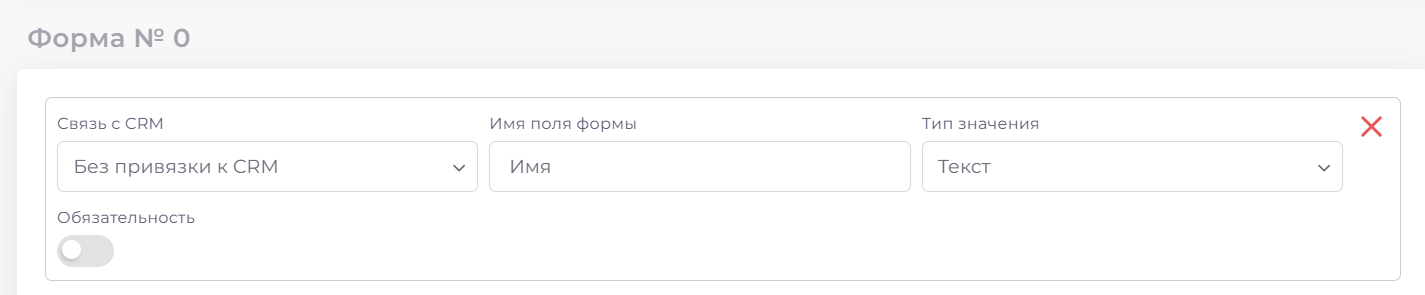 Форма № 0
Связь с CRM
Имя поля формы
Тип значения
Без привязки к CRM
Имя
Текст
Обязательность